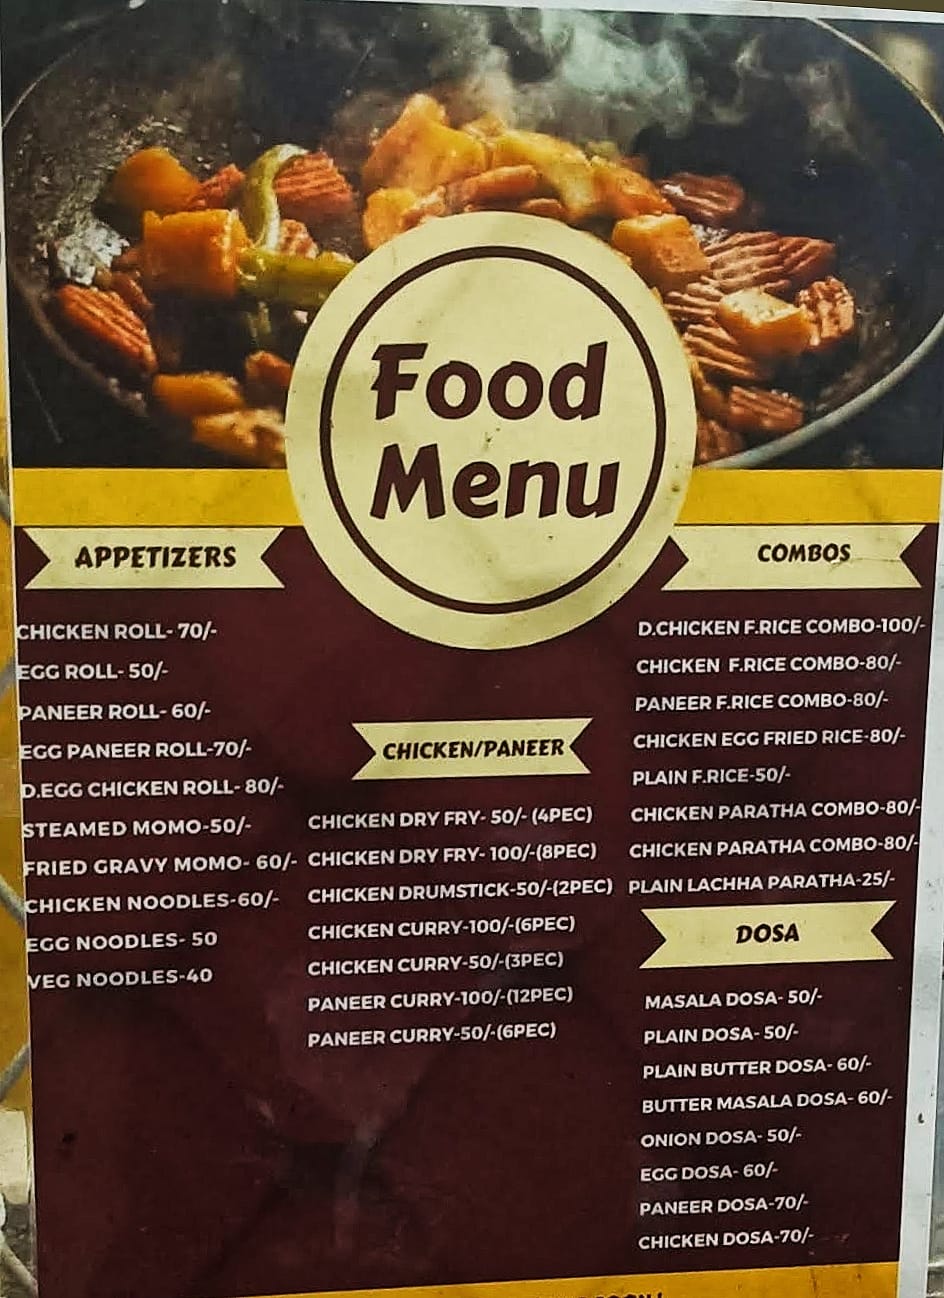 Food
Menu
APPETIZERS
CHICKEN ROLL- 70/-
EGG ROLL- 50/-
PANEER ROLL- 60/-
EGG PANEER ROLL-70/-
D.EGG CHICKEN ROLL- 80/-
STEAMED MOMO-50/-
FRIED GRAVY MOMO- 60/-
CHICKEN NOODLES-60/-
EGG NOODLES- 50
VEG NOODLES-40
CHICKEN/PANEER
CHICKEN DRY FRY- 50/- (4PEC)
CHICKEN DRY FRY- 100/-(8PEC)
CHICKEN DRUMSTICK-50/-(2PEC)
CHICKEN CURRY-100/-(6PEC)
CHICKEN CURRY-50/-(3PEC)
PANEER CURRY-100/-(12PEC)
PANEER CURRY-50/-(6PEC)
COMBOS
D.CHICKEN F.RICE COMBO-100/-
CHICKEN F.RICE COMBO-80/-
PANEER F.RICE COMBO-80/-
CHICKEN EGG FRIED RICE-80/-
PLAIN F.RICE-50/-
CHICKEN PARATHA COMBO-80/-
CHICKEN PARATHA COMBO-80/-
PLAIN LACHHA PARATHA-25/-
DOSA
MASALA DOSA- 50/-
PLAIN DOSA- 50/-
PLAIN BUTTER DOSA- 60/-
BUTTER MASALA DOSA- 60/-
ONION DOSA- 50/-
EGG DOSA- 60/-
PANEER DOSA-70/-
CHICKEN DOSA-70/-